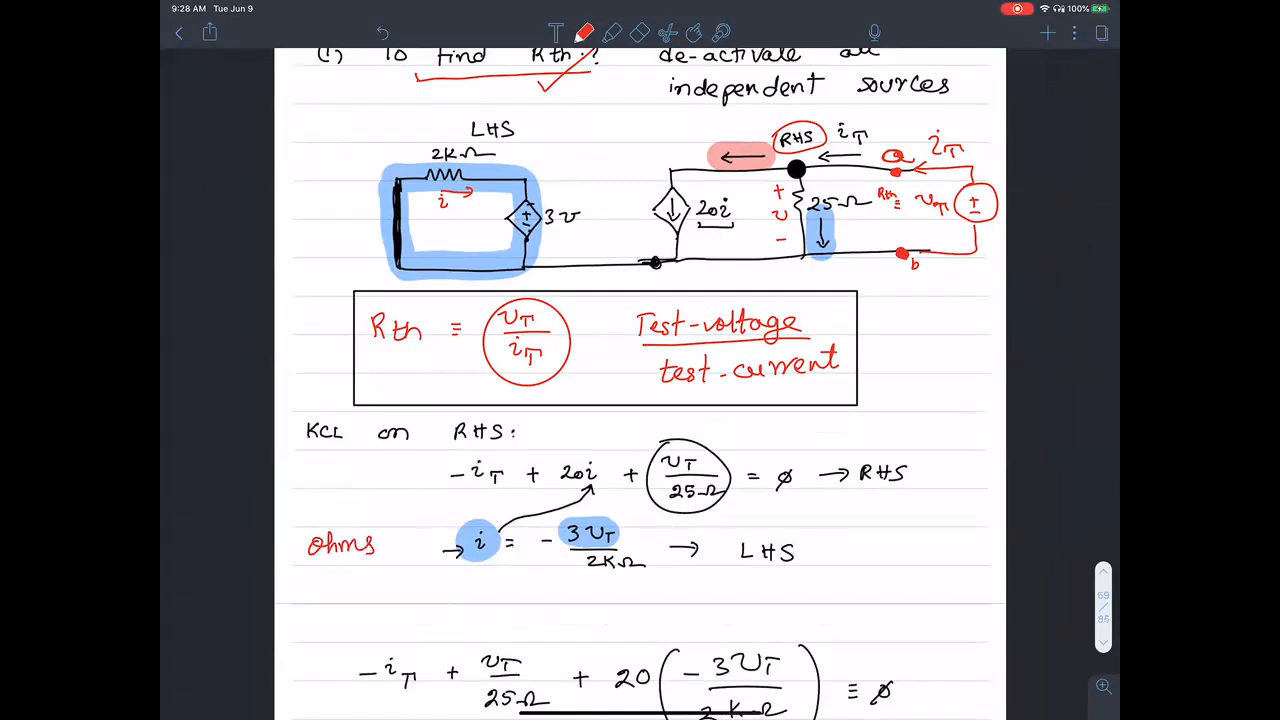 9:28 AM Tue Jun 9
100%
(i) To find Rth:? de-activate all
independent sources
LHS
RHS
iT
iT
2KΩ
i
3v
20i
+
v
-
25Ω
Rth ≡
vT
+
-
a
b
Rth ≡ vT/iT
Test-voltage
test-current
KCL on RHS:
-iT + 20i + vT/25Ω = ϕ → RHS
ohms → i = - 3vT/2KΩ → LHS
-iT + vT/25Ω + 20(- 3vT/2KΩ) ≡ ϕ
55
/
95